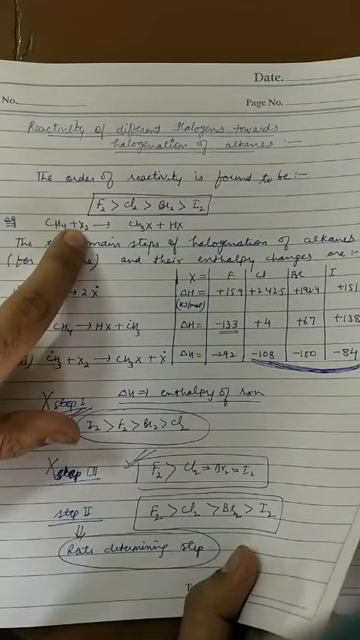 Date.
No.
Page No.
Reactivity of different Halogens towards
halogenation of alkanes :-
The order of reactivity is found to be:-
F₂ > Cl₂ > Br₂ > I₂
eg CH₄ + X₂ → CH₃X + HX
The main steps of halogenation of alkanes
(for and their enthalpy changes are :-
X = F Cl Br I
2Ẋ ΔH = +159 +242.5 +192.4 +151
(kJ/mol)
CH₄ → HX + ĊH₃ ΔH = -133 +4 +67 +138
ĊH₃ + X₂ → CH₃X + Ẋ ΔH = -292 -108 -100 -84
X step I ΔH = enthalpy of rxn
I₂ > F₂ > Br₂ > Cl₂
X step III F₂ > Cl₂ = Br₂ = I₂
step II F₂ > Cl₂ > Br₂ > I₂
⇓
Rate determining step